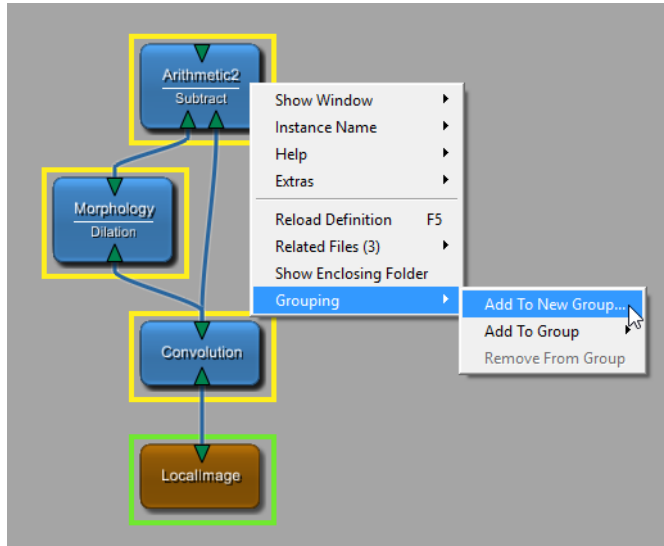 Arithmetic2
Subtract
Morphology
Dilation
Convolution
LocalImage
Show Window
Instance Name
Help
Extras
Reload Definition F5
Related Files (3)
Show Enclosing Folder
Grouping
Add To New Group...
Add To Group
Remove From Group